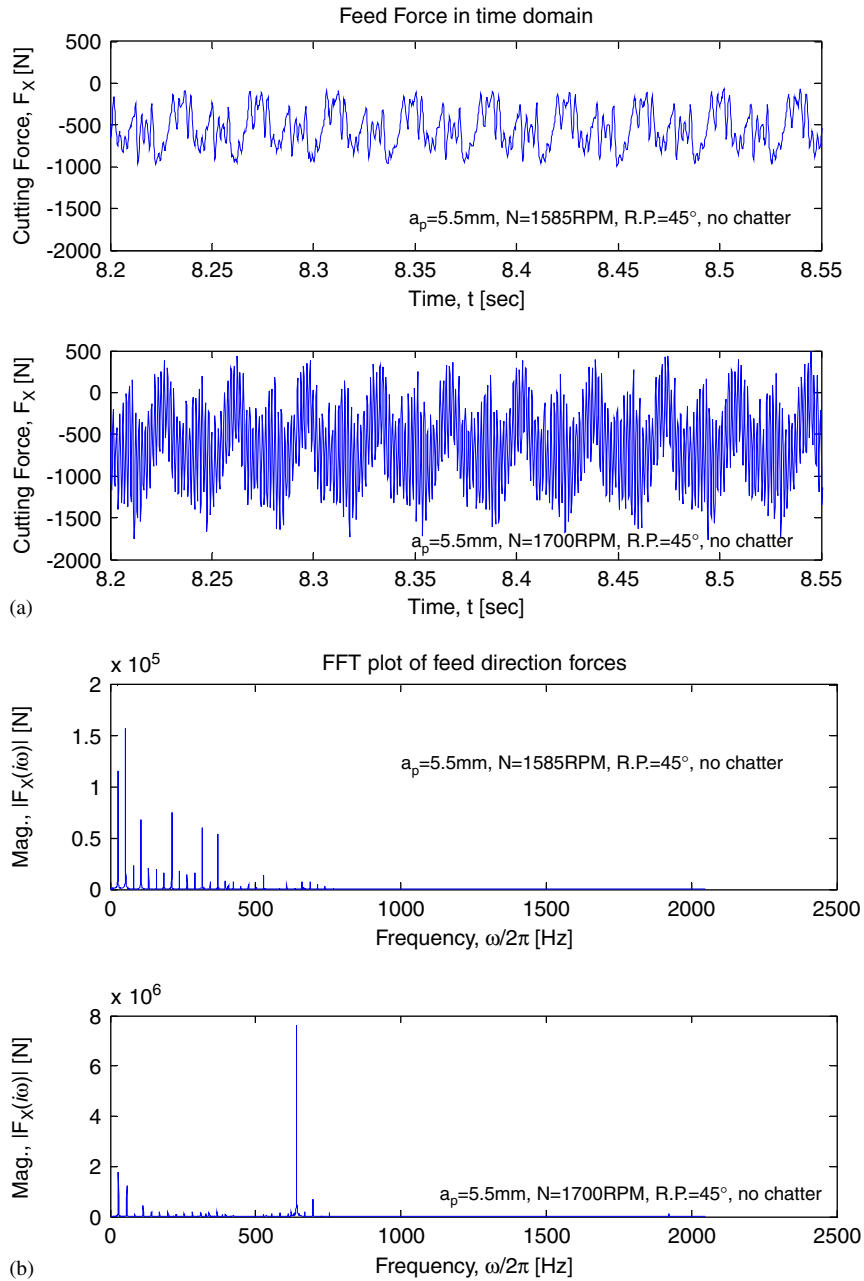 Feed Force in time domain
500
0
-500
-1000
-1500
-2000
Cutting Force, F_X [N]
a_p=5.5mm, N=1585RPM, R.P.=45°, no chatter
8.2 8.25 8.3 8.35 8.4 8.45 8.5 8.55
Time, t [sec]
500
0
-500
-1000
-1500
-2000
Cutting Force, F_X [N]
a_p=5.5mm, N=1700RPM, R.P.=45°, no chatter
8.2 8.25 8.3 8.35 8.4 8.45 8.5 8.55
Time, t [sec]
(a)
FFT plot of feed direction forces
x 10^5
2
1.5
1
0.5
0
Mag., |F_X(iω)| [N]
a_p=5.5mm, N=1585RPM, R.P.=45°, no chatter
0 500 1000 1500 2000 2500
Frequency, ω/2π [Hz]
x 10^6
8
6
4
2
0
Mag., |F_X(iω)| [N]
a_p=5.5mm, N=1700RPM, R.P.=45°, no chatter
0 500 1000 1500 2000 2500
Frequency, ω/2π [Hz]
(b)